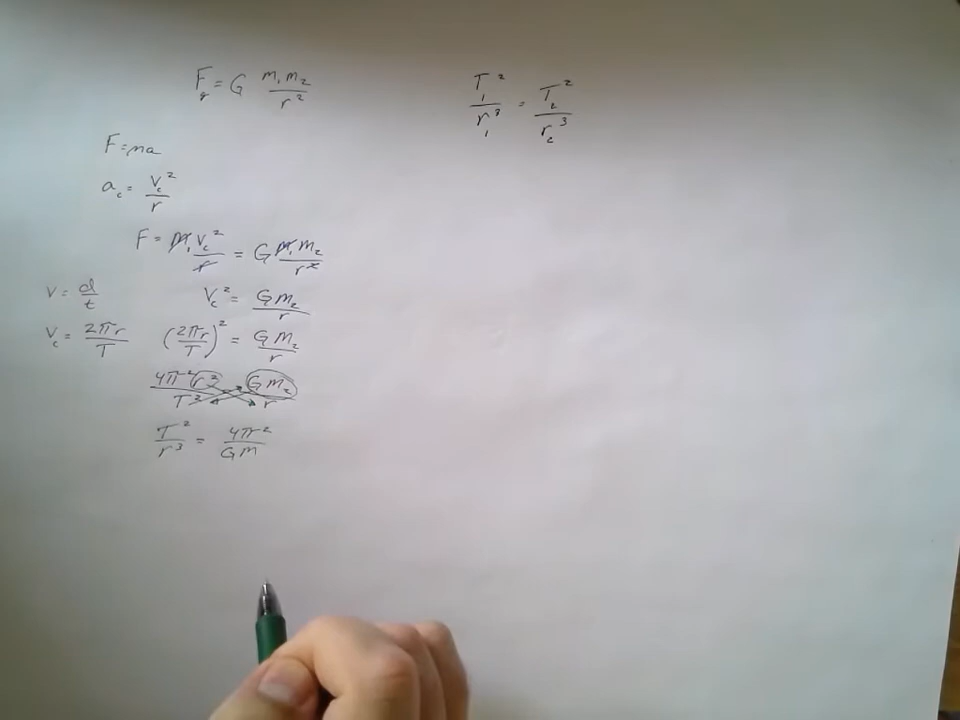 F_g = G m₁m₂/r²
T₁²/r₁³ = T₂²/r₂³
F = ma
a_c = v_c²/r
F = m₁v_c²/r = G m₁m₂/r²
v = d/t
v_c² = Gm₂/r
v_c = 2πr/T
(2πr/T)² = Gm₂/r
4π²r²/T² = Gm₂/r
T²/r³ = 4π²/GM